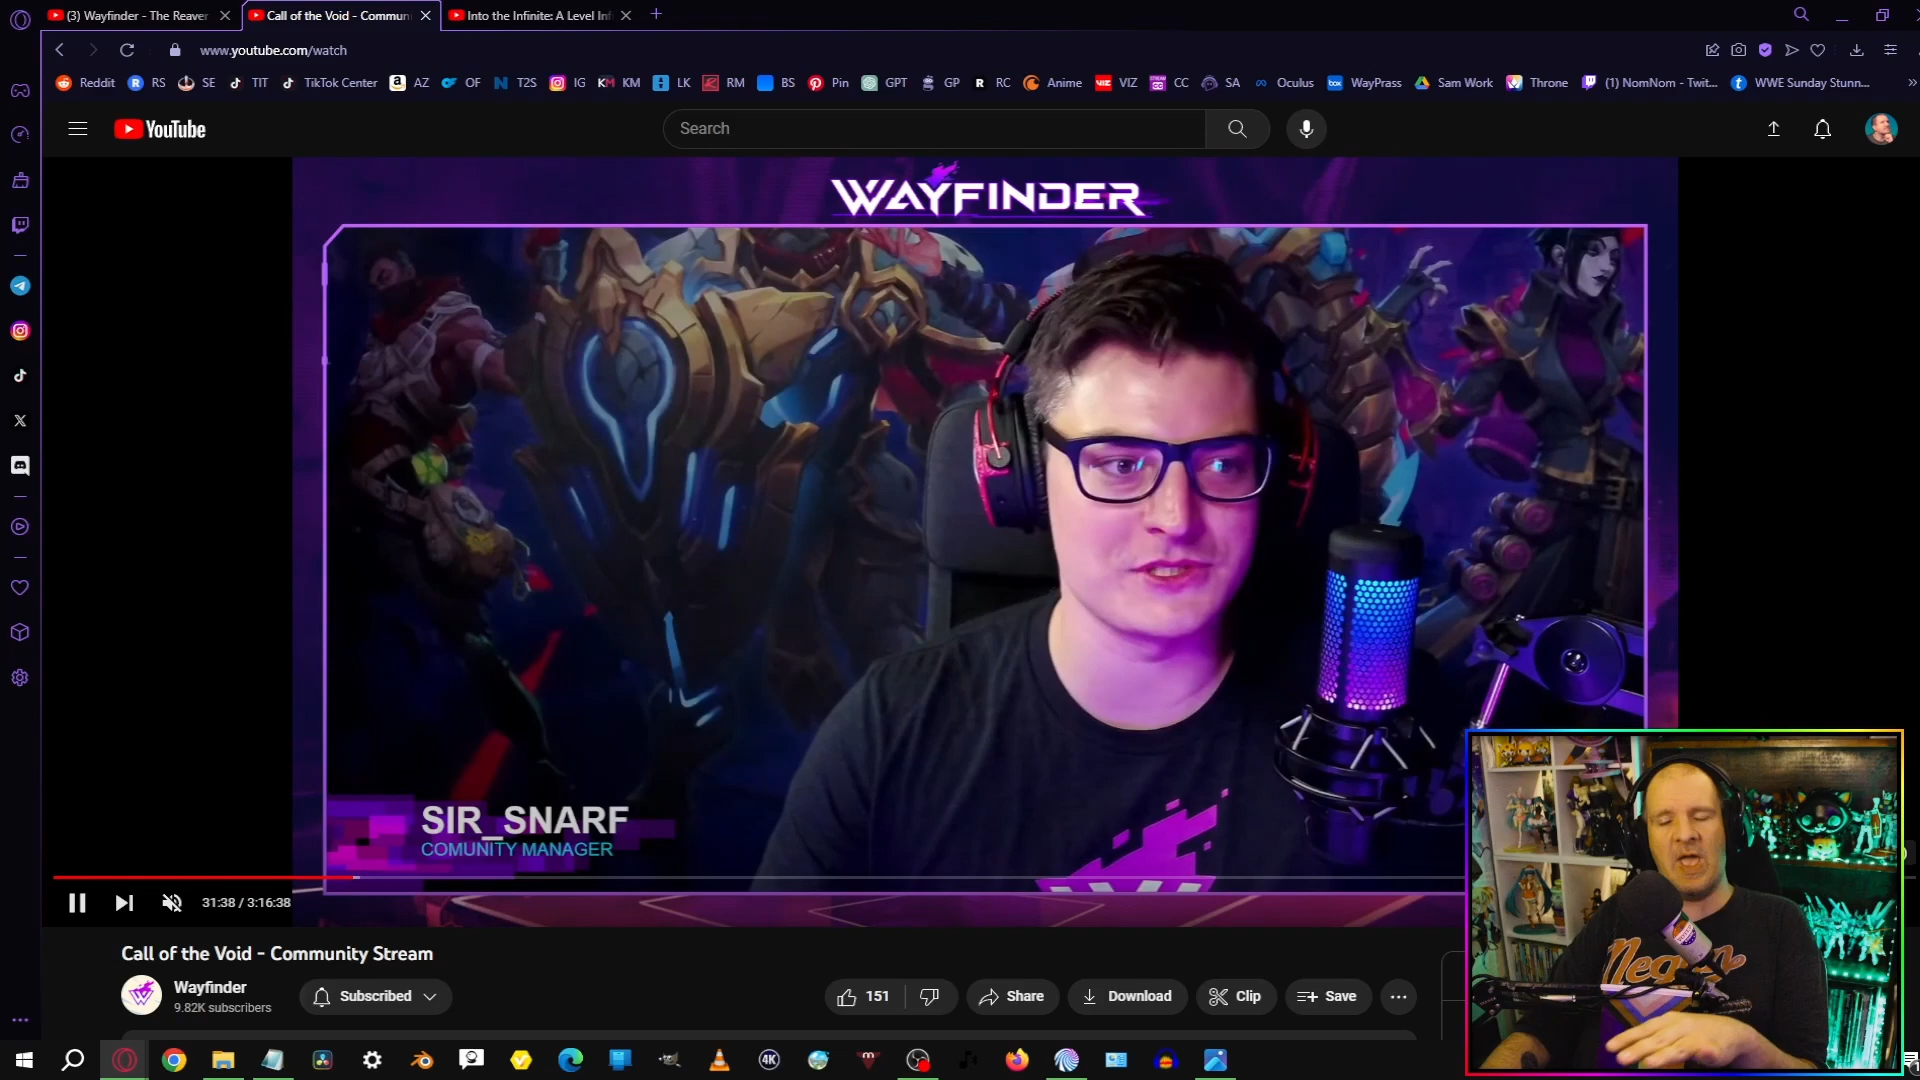 (3) Wayfinder - The Reaver
Call of the Void - Commun
Into the Infinite: A Level Inf
www.youtube.com/watch
Reddit
RS
SE
TIT
TikTok Center
AZ
OF
T2S
IG
KM
LK
RM
BS
Pin
GPT
GP
RC
Anime
VIZ
CC
SA
Oculus
WayPrass
Sam Work
Throne
(1) NomNom - Twit...
WWE Sunday Stunn...
YouTube
Search
WAYFINDER
SIR_SNARF
COMUNITY MANAGER
31:38 / 3:16:38
Call of the Void - Community Stream
Wayfinder
9.82K subscribers
Subscribed
151
Share
Download
Clip
Save
4K